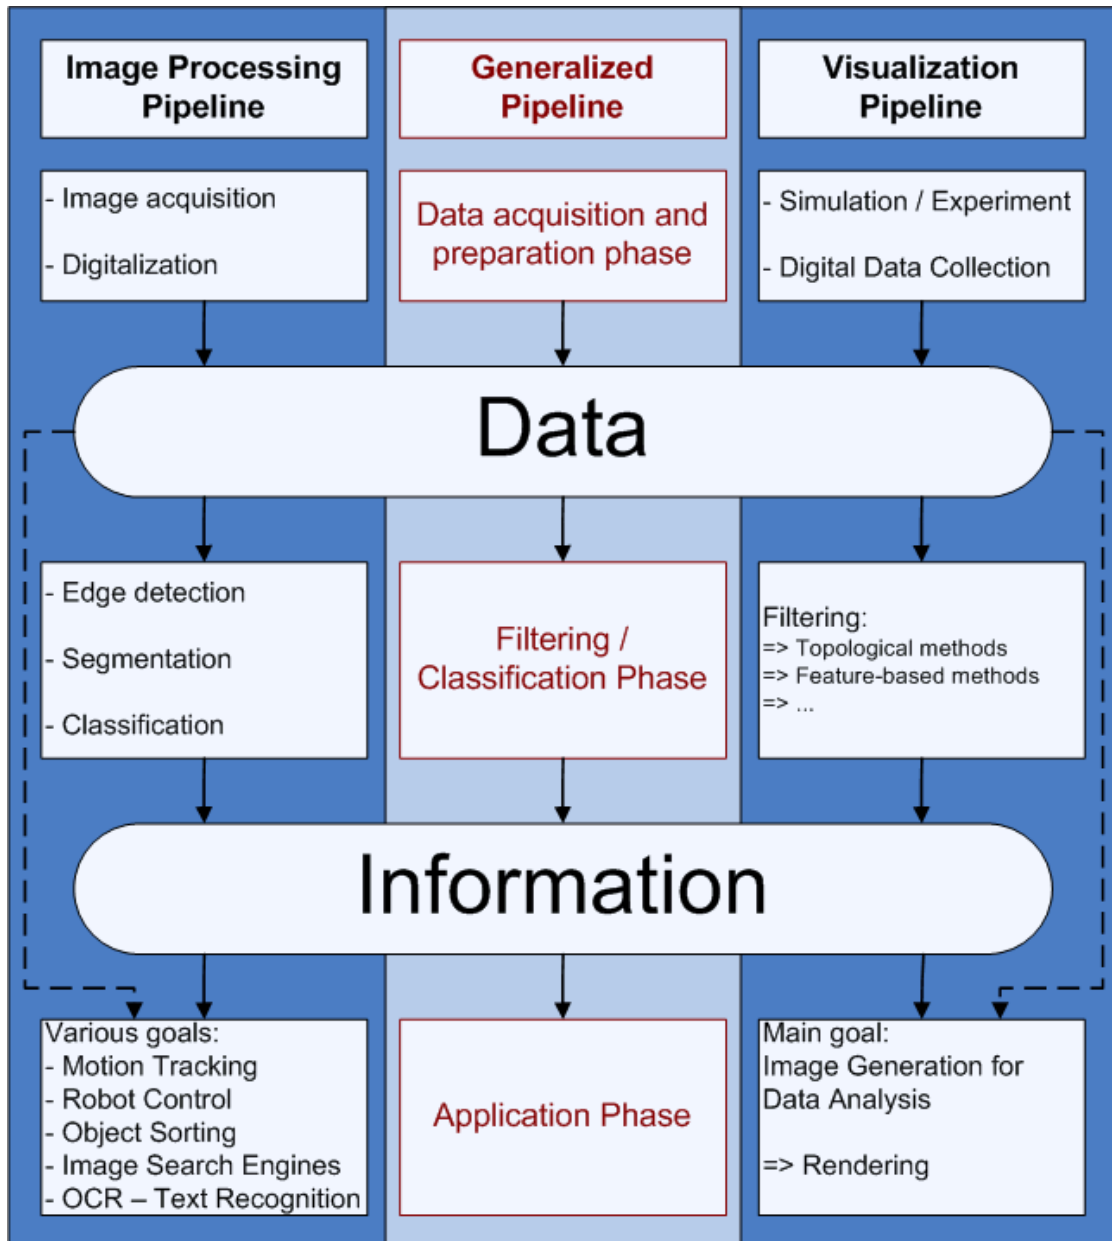 Image Processing
Pipeline
Generalized
Pipeline
Visualization
Pipeline
- Image acquisition
- Digitalization
Data acquisition and
preparation phase
- Simulation / Experiment
- Digital Data Collection
Data
- Edge detection
- Segmentation
- Classification
Filtering /
Classification Phase
Filtering:
=> Topological methods
=> Feature-based methods
=> ...
Information
Various goals:
- Motion Tracking
- Robot Control
- Object Sorting
- Image Search Engines
- OCR – Text Recognition
Application Phase
Main goal:
Image Generation for
Data Analysis
=> Rendering